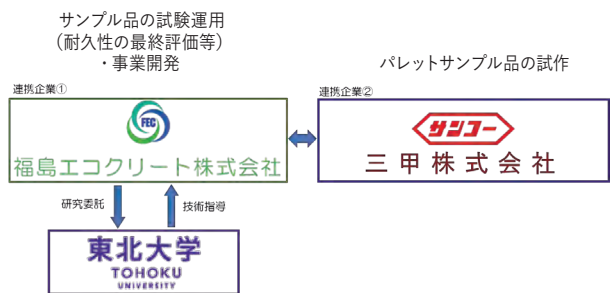 サンプル品の試験運用
（耐久性の最終評価等）
・事業開発
パレットサンプル品の試作
連携企業①
連携企業②
FEC
福島エコクリート株式会社
サンコー
三甲株式会社
研究委託
技術指導
東北大学
TOHOKU
UNIVERSITY